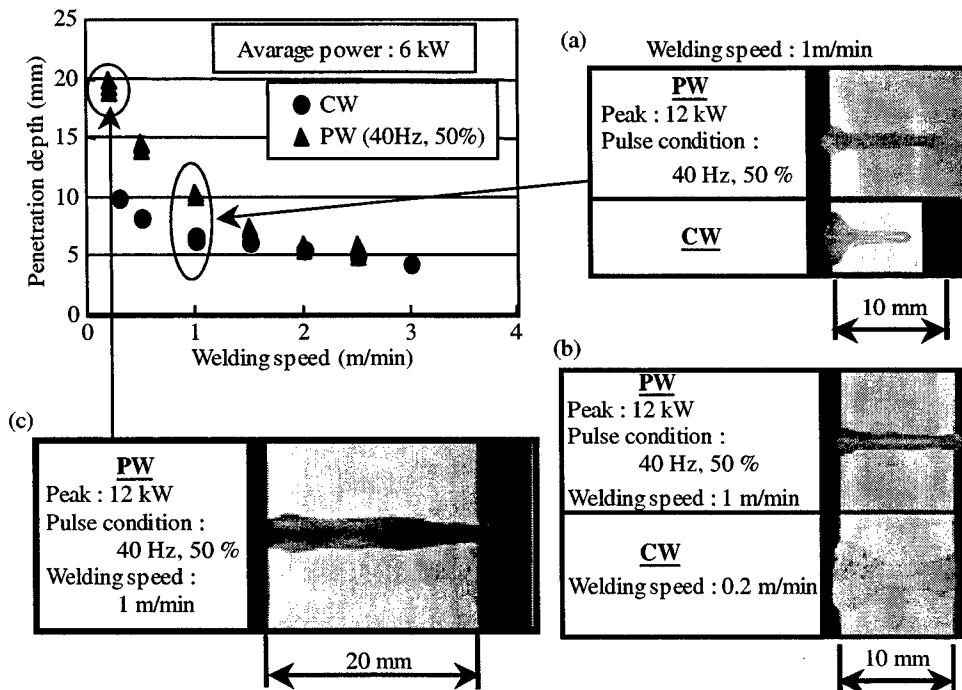 25
20
15
10
5
0
Penetration depth (mm)
0 1 2 3 4
Welding speed (m/min)
Avarage power : 6 kW
CW
PW (40Hz, 50%)
(a)
Welding speed : 1m/min
PW
Peak : 12 kW
Pulse condition :
40 Hz, 50 %
CW
10 mm
(b)
PW
Peak : 12 kW
Pulse condition :
40 Hz, 50 %
Welding speed : 1 m/min
CW
Welding speed : 0.2 m/min
10 mm
(c)
PW
Peak : 12 kW
Pulse condition :
40 Hz, 50 %
Welding speed :
1 m/min
20 mm